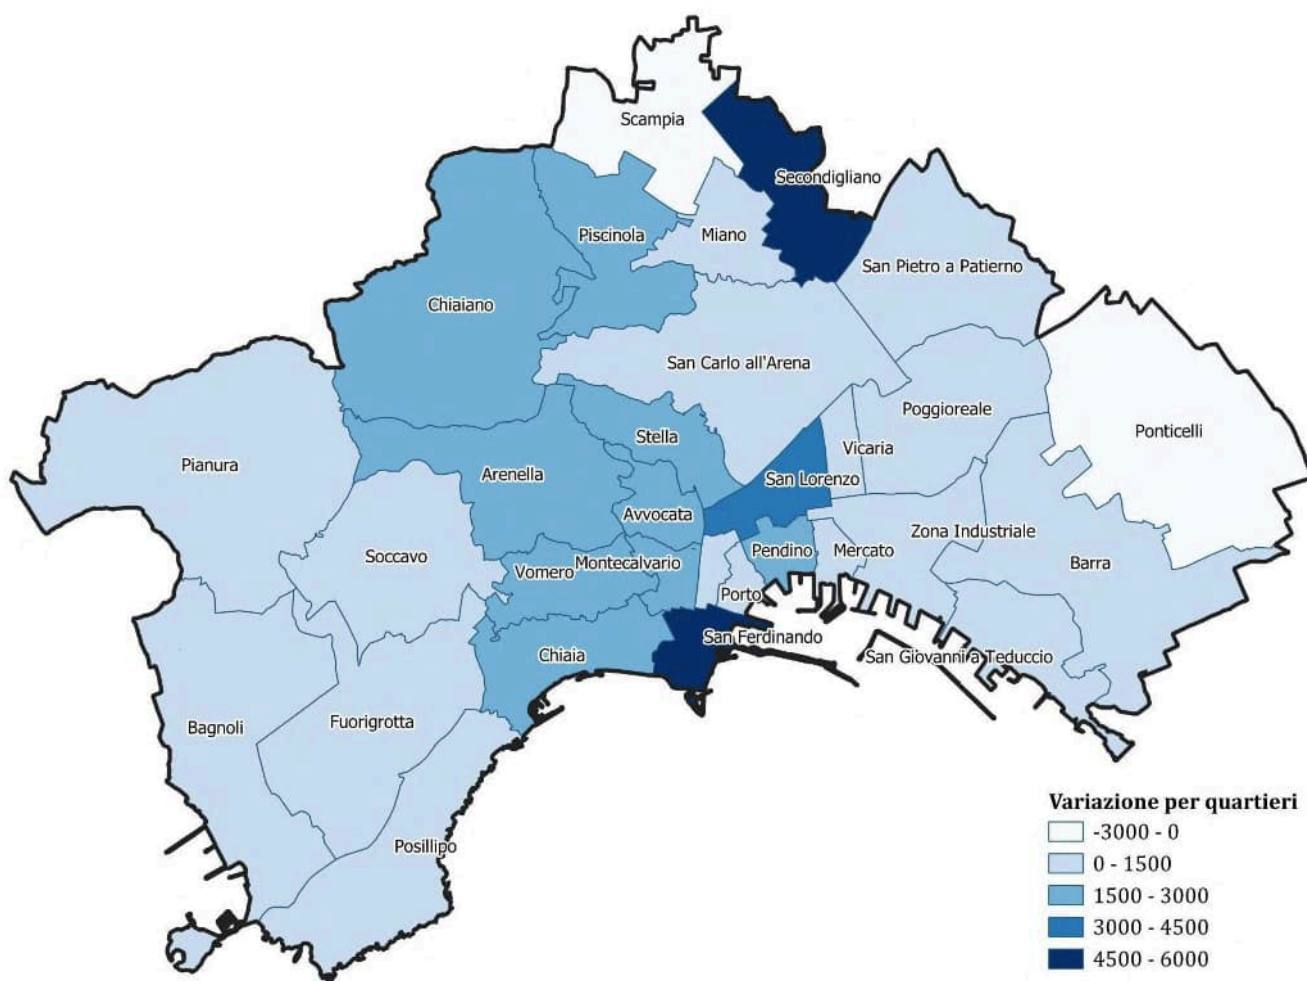 Scampia
Secondigliano
Piscinola
Miano
San Pietro a Patierno
Chiaiano
San Carlo all'Arena
Poggioreale
Stella
Ponticelli
Vicaria
Pianura
Arenella
San Lorenzo
Avvocata
Zona Industriale
Soccavo
Pendino
Mercato
Vomero
Montecalvario
Barra
Porto
San Ferdinando
Chiaia
San Giovanni a Teduccio
Fuorigrotta
Bagnoli
Posillipo
Variazione per quartieri
-3000 - 0
0 - 1500
1500 - 3000
3000 - 4500
4500 - 6000